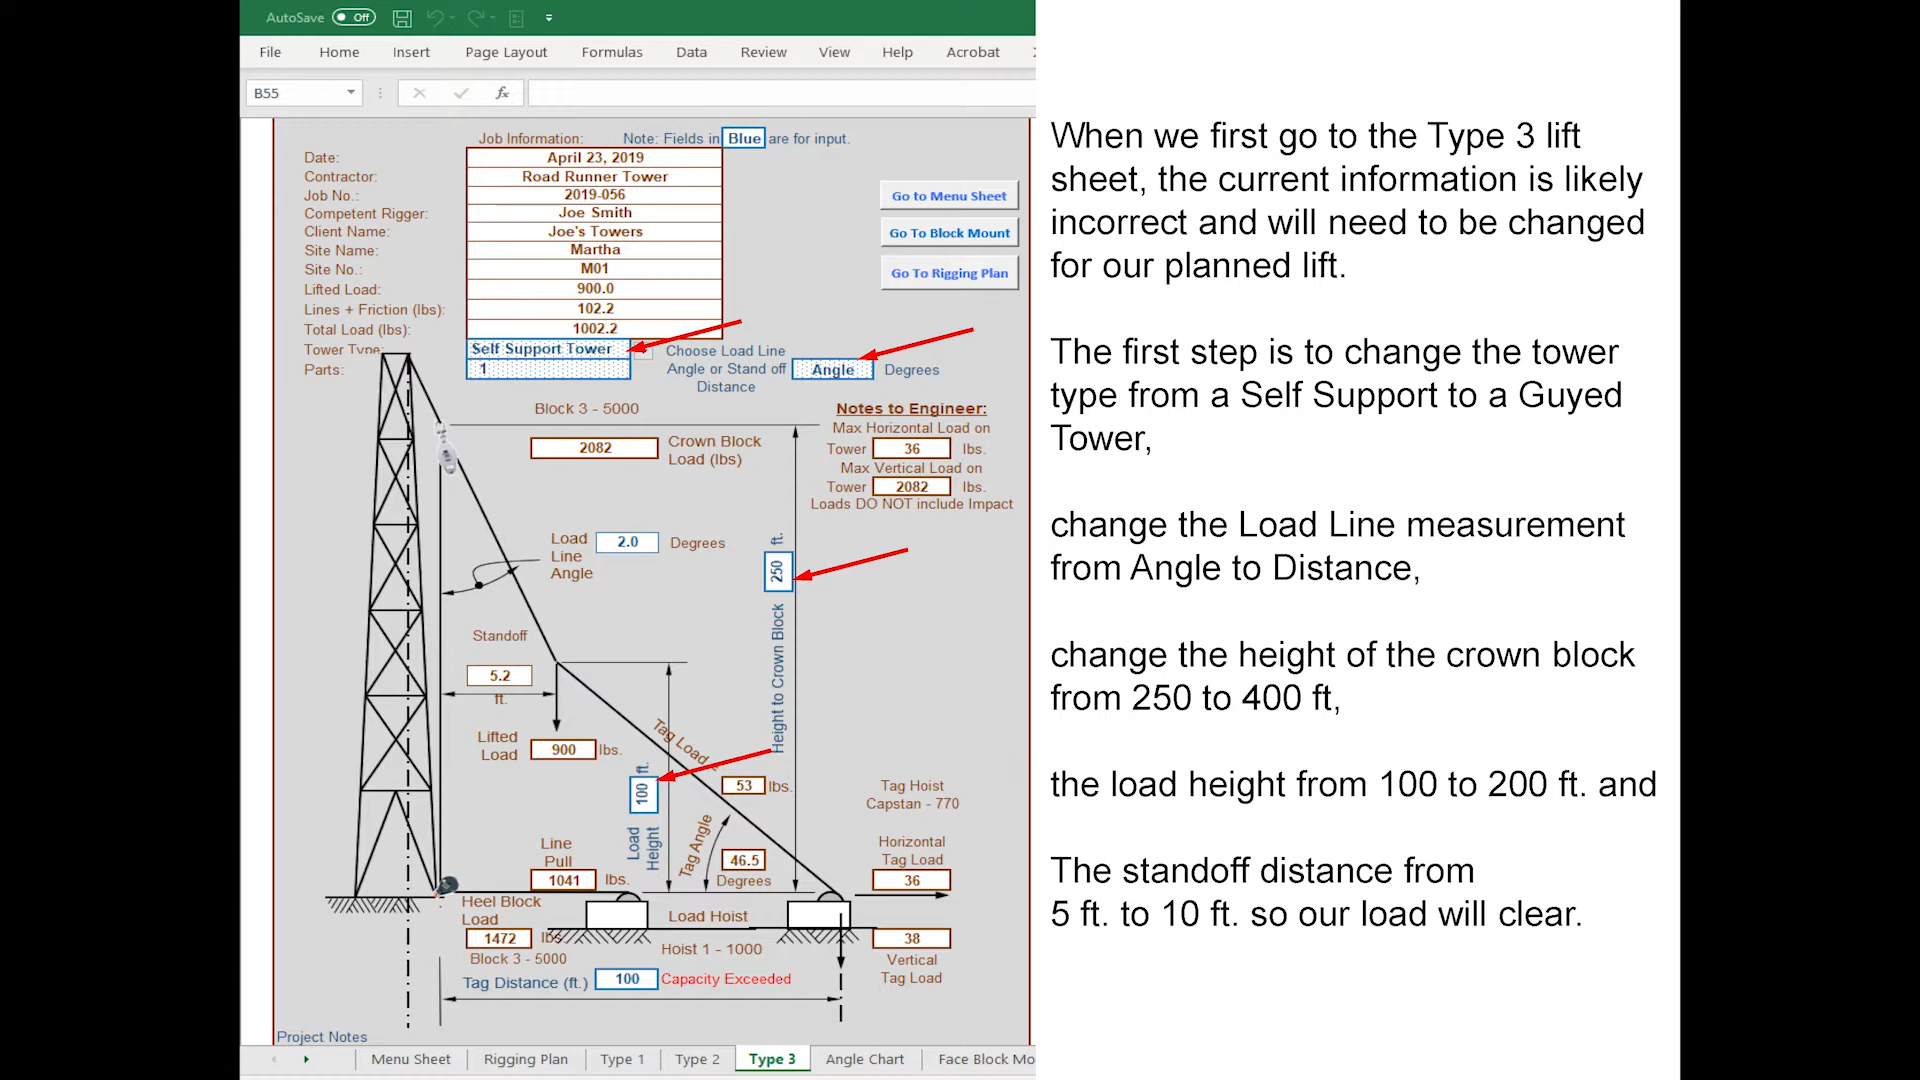 AutoSave Off
File Home Insert Page Layout Formulas Data Review View Help Acrobat
B55 fx
Job Information: Note: Fields in Blue are for input.
Date: April 23, 2019
Contractor: Road Runner Tower
Job No.: 2019-056
Competent Rigger: Joe Smith
Client Name: Joe's Towers
Site Name: Martha
Site No.: M01
Lifted Load: 900.0
Lines + Friction (lbs): 102.2
Total Load (lbs): 1002.2
Tower Type: Self Support Tower
Parts: 1
Go to Menu Sheet
Go To Block Mount
Go To Rigging Plan
Choose Load Line
Angle or Stand off
Distance
Angle Degrees
Block 3 - 5000
2082 Crown Block
Load (lbs)
Notes to Engineer:
Max Horizontal Load on
Tower 36 lbs.
Max Vertical Load on
Tower 2082 lbs.
Loads DO NOT include Impact
Load
Line
Angle
2.0 Degrees
Height to Crown Block 250 ft.
Standoff
5.2
ft.
Lifted
Load
900 lbs.
Tag Load
53 lbs.
Load
Height
100 ft.
Tag Angle
46.5
Degrees
Tag Hoist
Capstan - 770
Horizontal
Tag Load
36
Line
Pull
1041 lbs.
Heel Block
Load
1472 lbs.
Block 3 - 5000
Load Hoist
Hoist 1 - 1000
38
Vertical
Tag Load
Tag Distance (ft.) 100 Capacity Exceeded
Project Notes
Menu Sheet Rigging Plan Type 1 Type 2 Type 3 Angle Chart Face Block Mo
When we first go to the Type 3 lift
sheet, the current information is likely
incorrect and will need to be changed
for our planned lift.
The first step is to change the tower
type from a Self Support to a Guyed
Tower,
change the Load Line measurement
from Angle to Distance,
change the height of the crown block
from 250 to 400 ft,
the load height from 100 to 200 ft. and
The standoff distance from
5 ft. to 10 ft. so our load will clear.